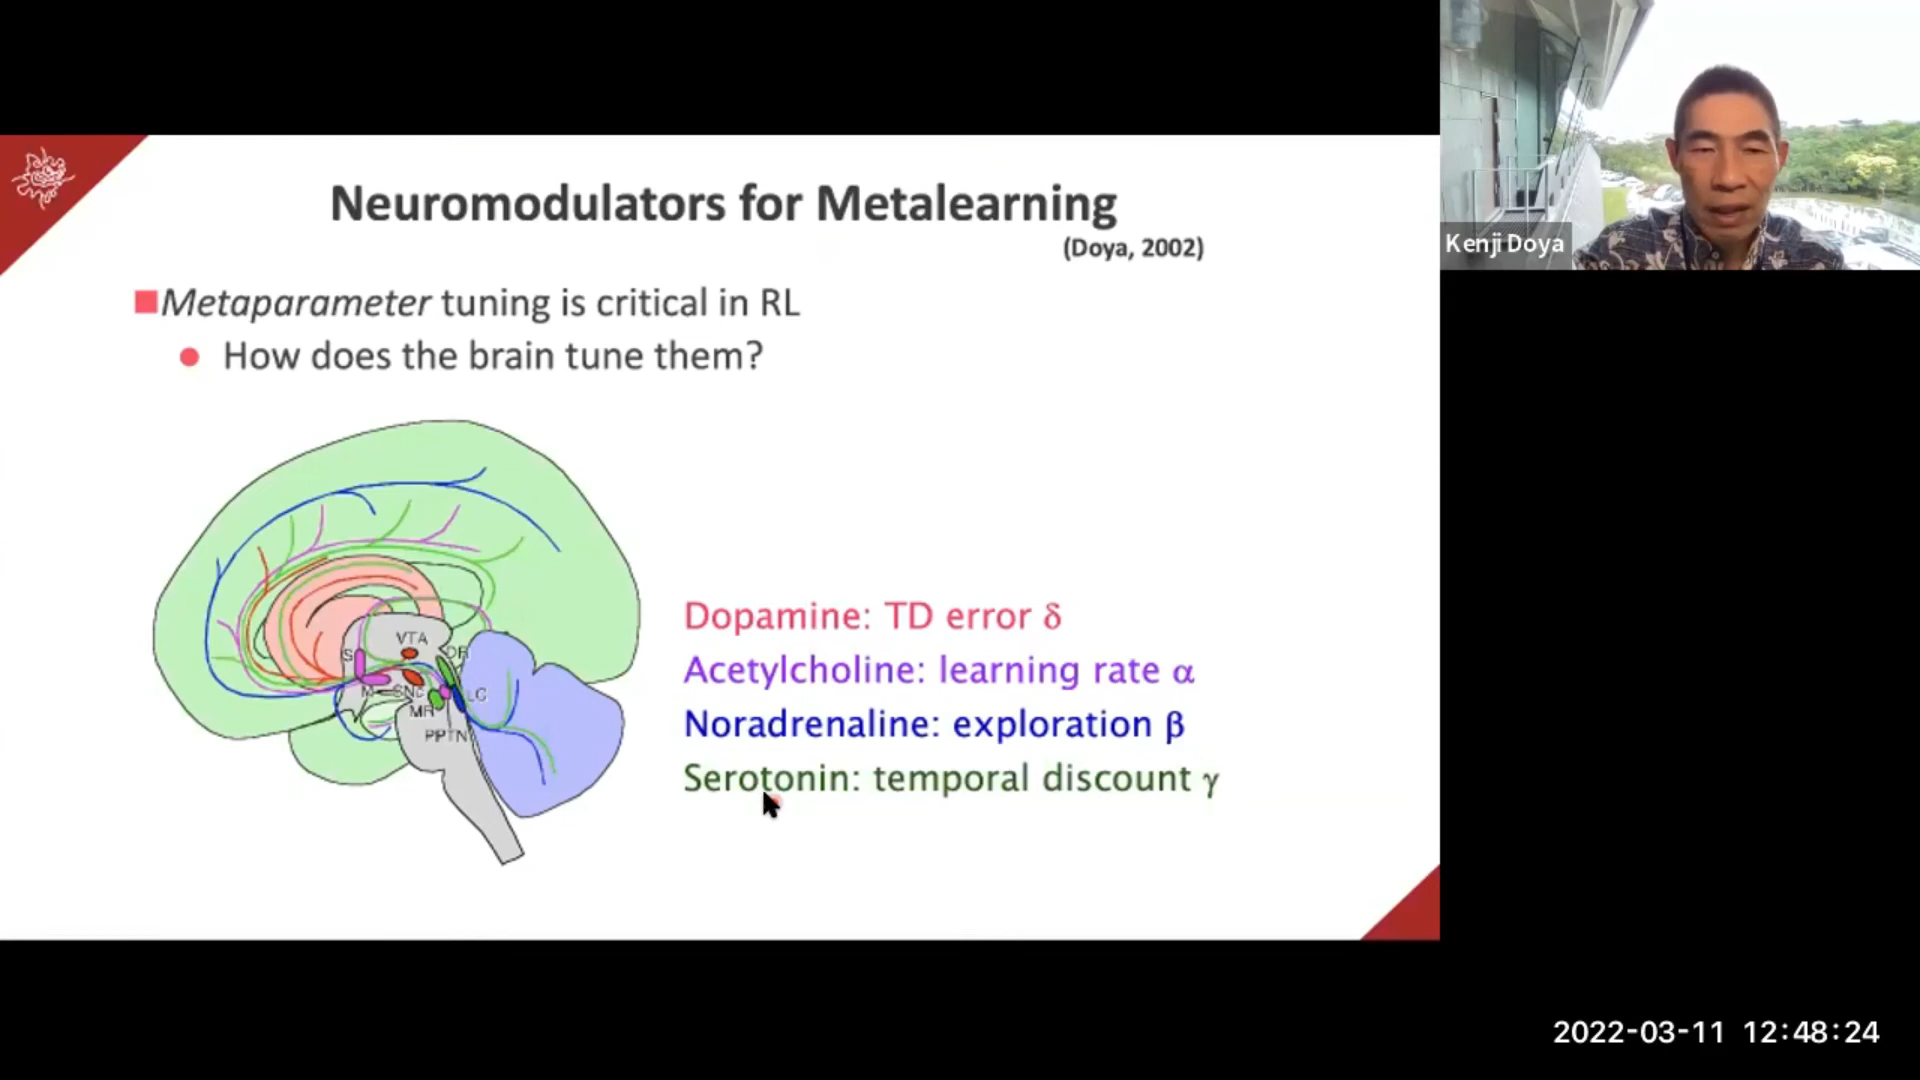 Neuromodulators for Metalearning
(Doya, 2002)
Metaparameter tuning is critical in RL
How does the brain tune them?
VTA
DR
S
M
SNc
LC
MR
PPTN
Dopamine: TD error δ
Acetylcholine: learning rate α
Noradrenaline: exploration β
Serotonin: temporal discount γ
Kenji Doya
2022-03-11 12:48:24